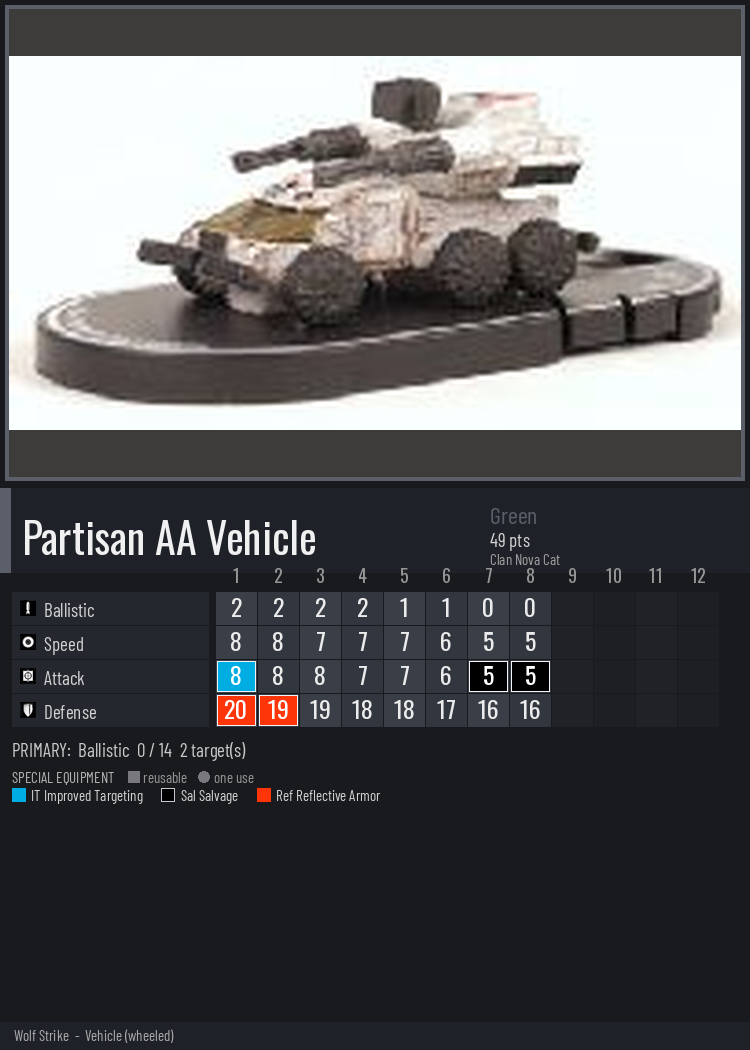 Partisan AA Vehicle
Green
49 pts
Clan Nova Cat
1 2 3 4 5 6 7 8 9 10 11 12
Ballistic 2 2 2 2 1 1 0 0
Speed 8 8 7 7 7 6 5 5
Attack 8 8 8 7 7 6 5 5
Defense 20 19 19 18 18 17 16 16
PRIMARY: Ballistic 0 / 14 2 target(s)
SPECIAL EQUIPMENT reusable one use
IT Improved Targeting Sal Salvage Ref Reflective Armor
Wolf Strike - Vehicle (wheeled)